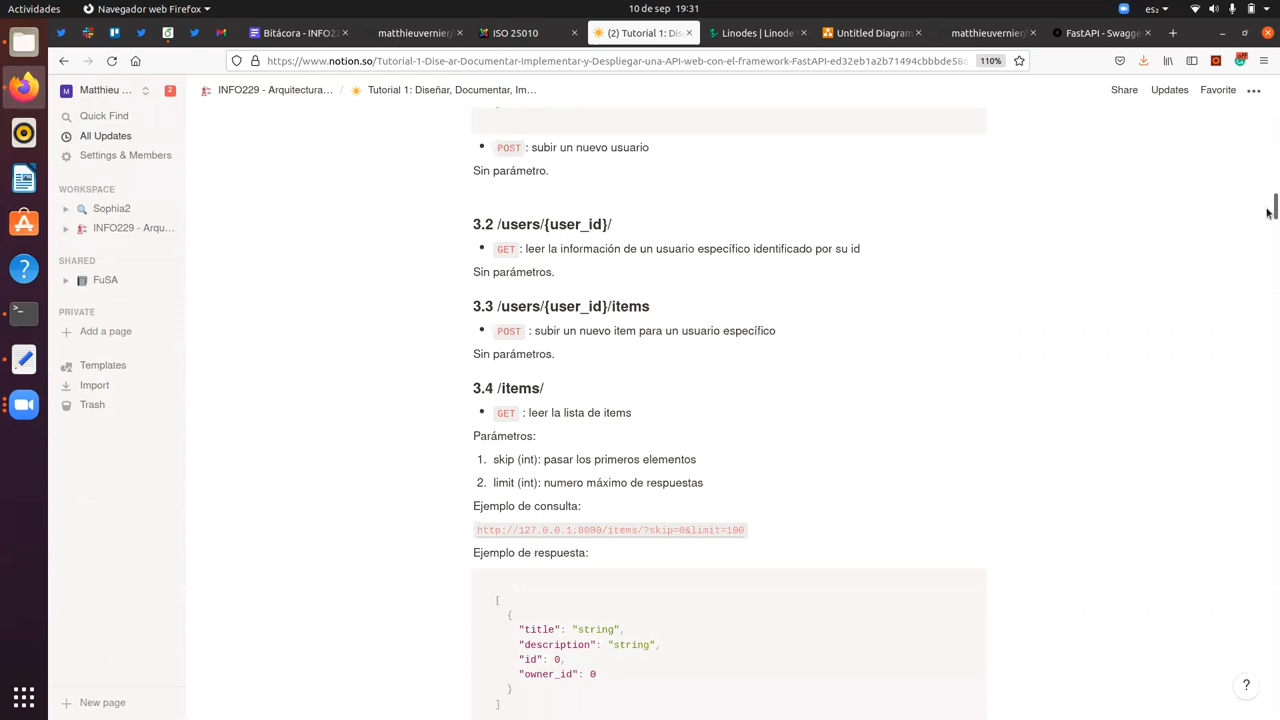 Actividades
Navegador web Firefox
10 de sep 19:31
es₂
Bitácora - INFO22
matthieuvernier/
ISO 25010
(2) Tutorial 1: Dis
Linodes | Linode
Untitled Diagram
matthieuvernier/
FastAPI - Swagge
https://www.notion.so/Tutorial-1-Dise-ar-Documentar-Implementar-y-Despliegar-una-API-web-con-el-framework-FastAPI-ed32eb1a2b71494cbbbde58
110%
M Matthieu ...
2
INFO229 - Arquitectura... / Tutorial 1: Diseñar, Documentar, Im...
Share Updates Favorite
Quick Find
All Updates
Settings & Members
WORKSPACE
Sophia2
INFO229 - Arqu...
SHARED
FuSA
PRIVATE
Add a page
Templates
Import
Trash
New page
POST : subir un nuevo usuario
Sin parámetro.
3.2 /users/{user_id}/
GET : leer la información de un usuario específico identificado por su id
Sin parámetros.
3.3 /users/{user_id}/items
POST : subir un nuevo item para un usuario específico
Sin parámetros.
3.4 /items/
GET : leer la lista de items
Parámetros:
1. skip (int): pasar los primeros elementos
2. limit (int): numero máximo de respuestas
Ejemplo de consulta:
http://127.0.0.1:8000/items/?skip=0&limit=100
Ejemplo de respuesta:
[
{
"title": "string",
"description": "string",
"id": 0,
"owner_id": 0
}
]
?